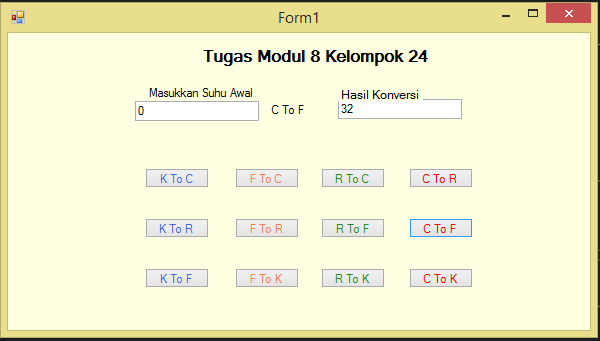 Form1
Tugas Modul 8 Kelompok 24
Masukkan Suhu Awal
Hasil Konversi
0
C To F
32
K To C
F To C
R To C
C To R
K To R
F To R
R To F
C To F
K To F
F To K
R To K
C To K